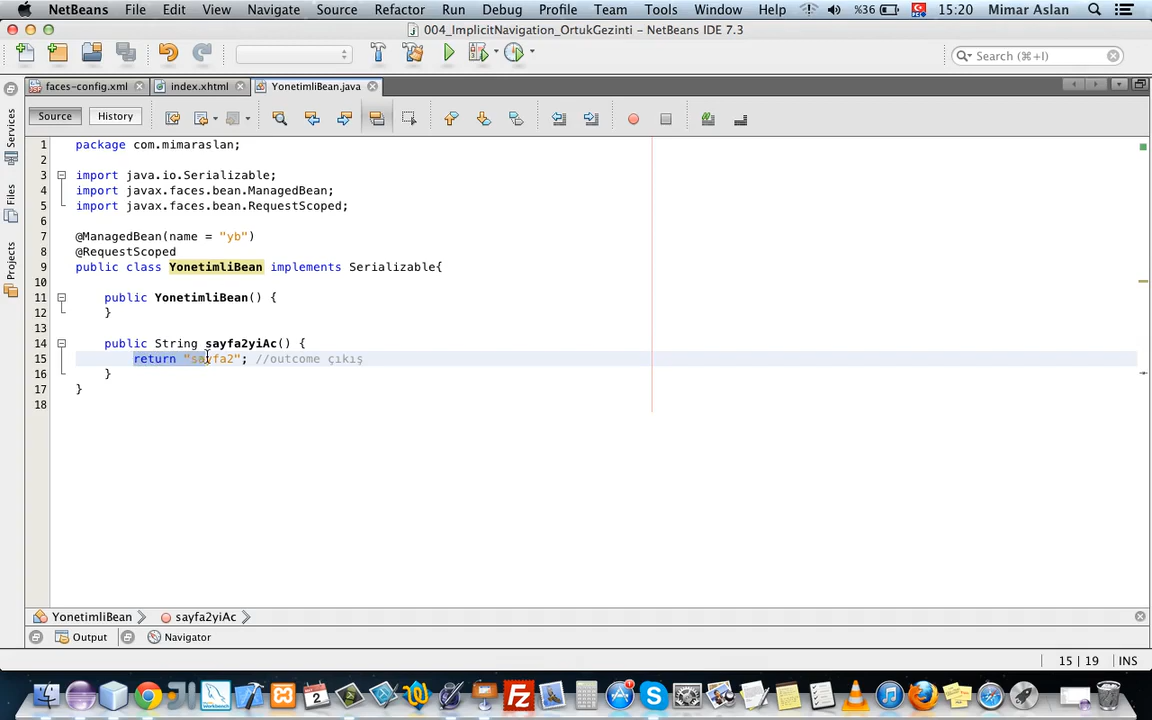 NetBeans File Edit View Navigate Source Refactor Run Debug Profile Team Tools Window Help %36 15:20 Mimar Aslan
004_ImplicitNavigation_OrtukGezinti – NetBeans IDE 7.3
Search (⌘+I)
faces-config.xml index.xhtml YonetimliBean.java
Source History
Services
Files
Projects
1 package com.mimaraslan;
2
3 import java.io.Serializable;
4 import javax.faces.bean.ManagedBean;
5 import javax.faces.bean.RequestScoped;
6
7 @ManagedBean(name = "yb")
8 @RequestScoped
9 public class YonetimliBean implements Serializable{
10
11 public YonetimliBean() {
12 }
13
14 public String sayfa2yiAc() {
15 return "sayfa2"; //outcome çıkış
16 }
17 }
18
YonetimliBean sayfa2yiAc
Output Navigator
15 | 19 INS